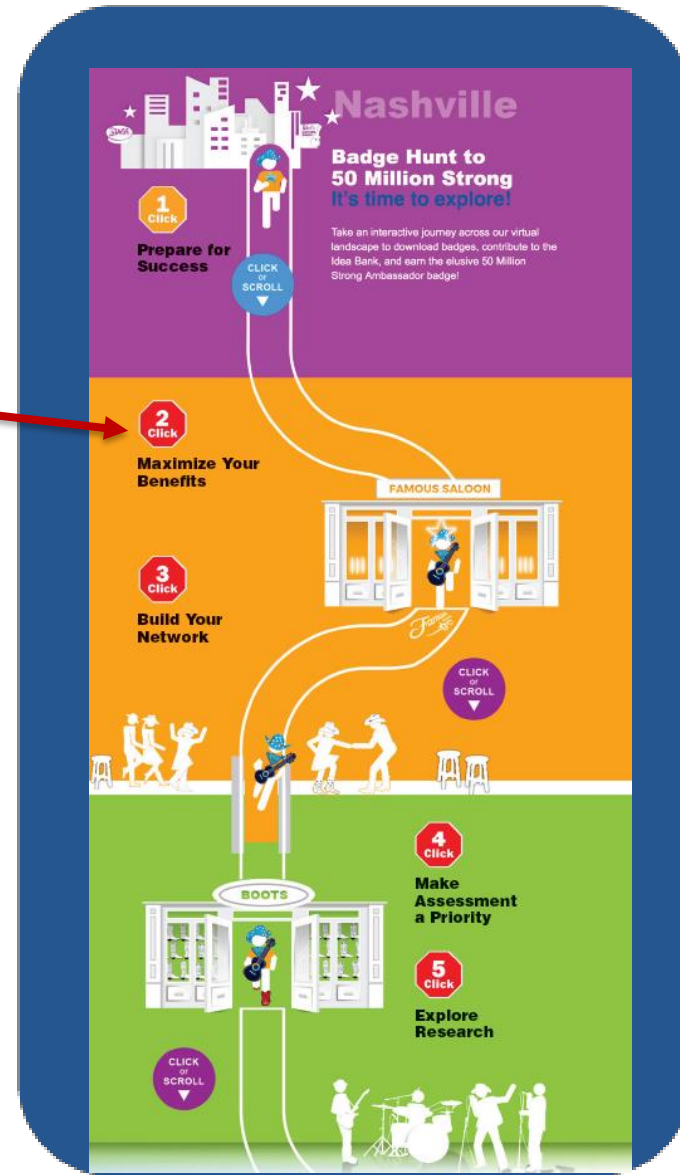 Nashville
STAGE
Badge Hunt to
50 Million Strong
It's time to explore!
Take an interactive journey across our virtual
landscape to download badges, contribute to the
Idea Bank, and earn the elusive 50 Million
Strong Ambassador badge!
1
Click
Prepare for
Success
CLICK
or
SCROLL
2
Click
Maximize Your
Benefits
FAMOUS SALOON
3
Click
Build Your
Network
CLICK
or
SCROLL
4
Click
Make
Assessment
a Priority
BOOTS
5
Click
Explore
Research
CLICK
or
SCROLL